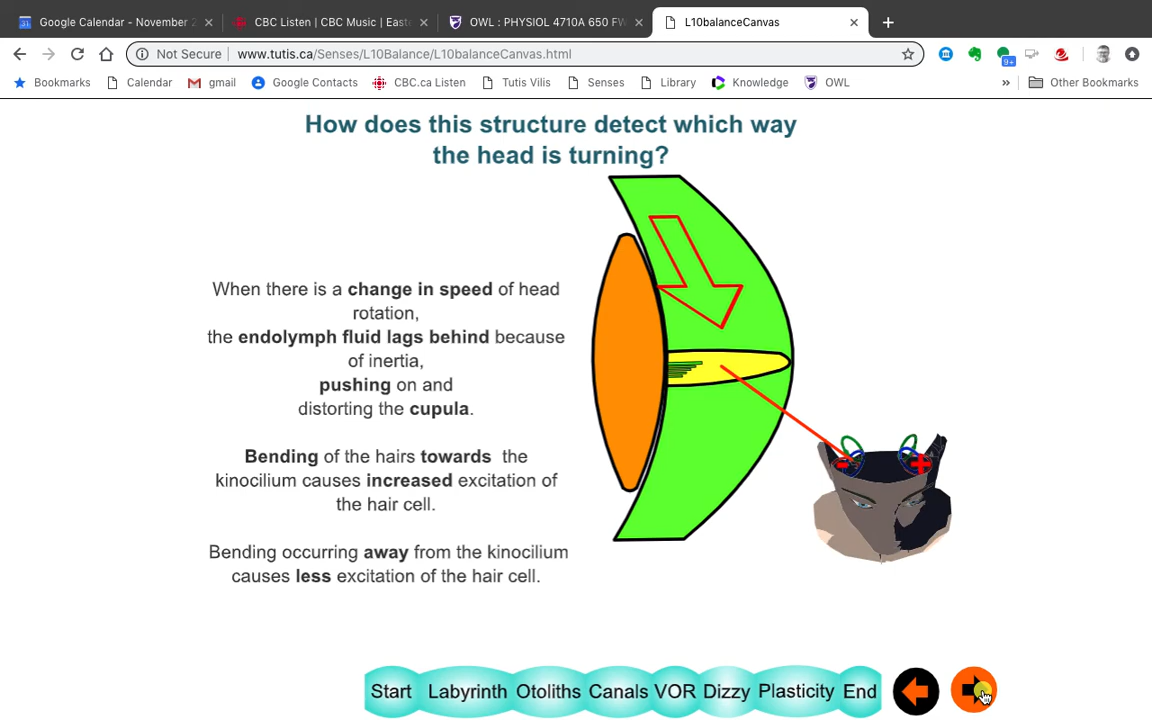 Google Calendar - November 2
CBC Listen | CBC Music | Easte
OWL : PHYSIOL 4710A 650 FW
L10balanceCanvas
Not Secure
www.tutis.ca/Senses/L10Balance/L10balanceCanvas.html
9+
Bookmarks
Calendar
gmail
Google Contacts
CBC.ca Listen
Tutis Vilis
Senses
Library
Knowledge
OWL
»
Other Bookmarks
How does this structure detect which way
the head is turning?
When there is a change in speed of head
rotation,
the endolymph fluid lags behind because
of inertia,
pushing on and
distorting the cupula.
Bending of the hairs towards the
kinocilium causes increased excitation of
the hair cell.
Bending occurring away from the kinocilium
causes less excitation of the hair cell.
- +
Start Labyrinth Otoliths Canals VOR Dizzy Plasticity End